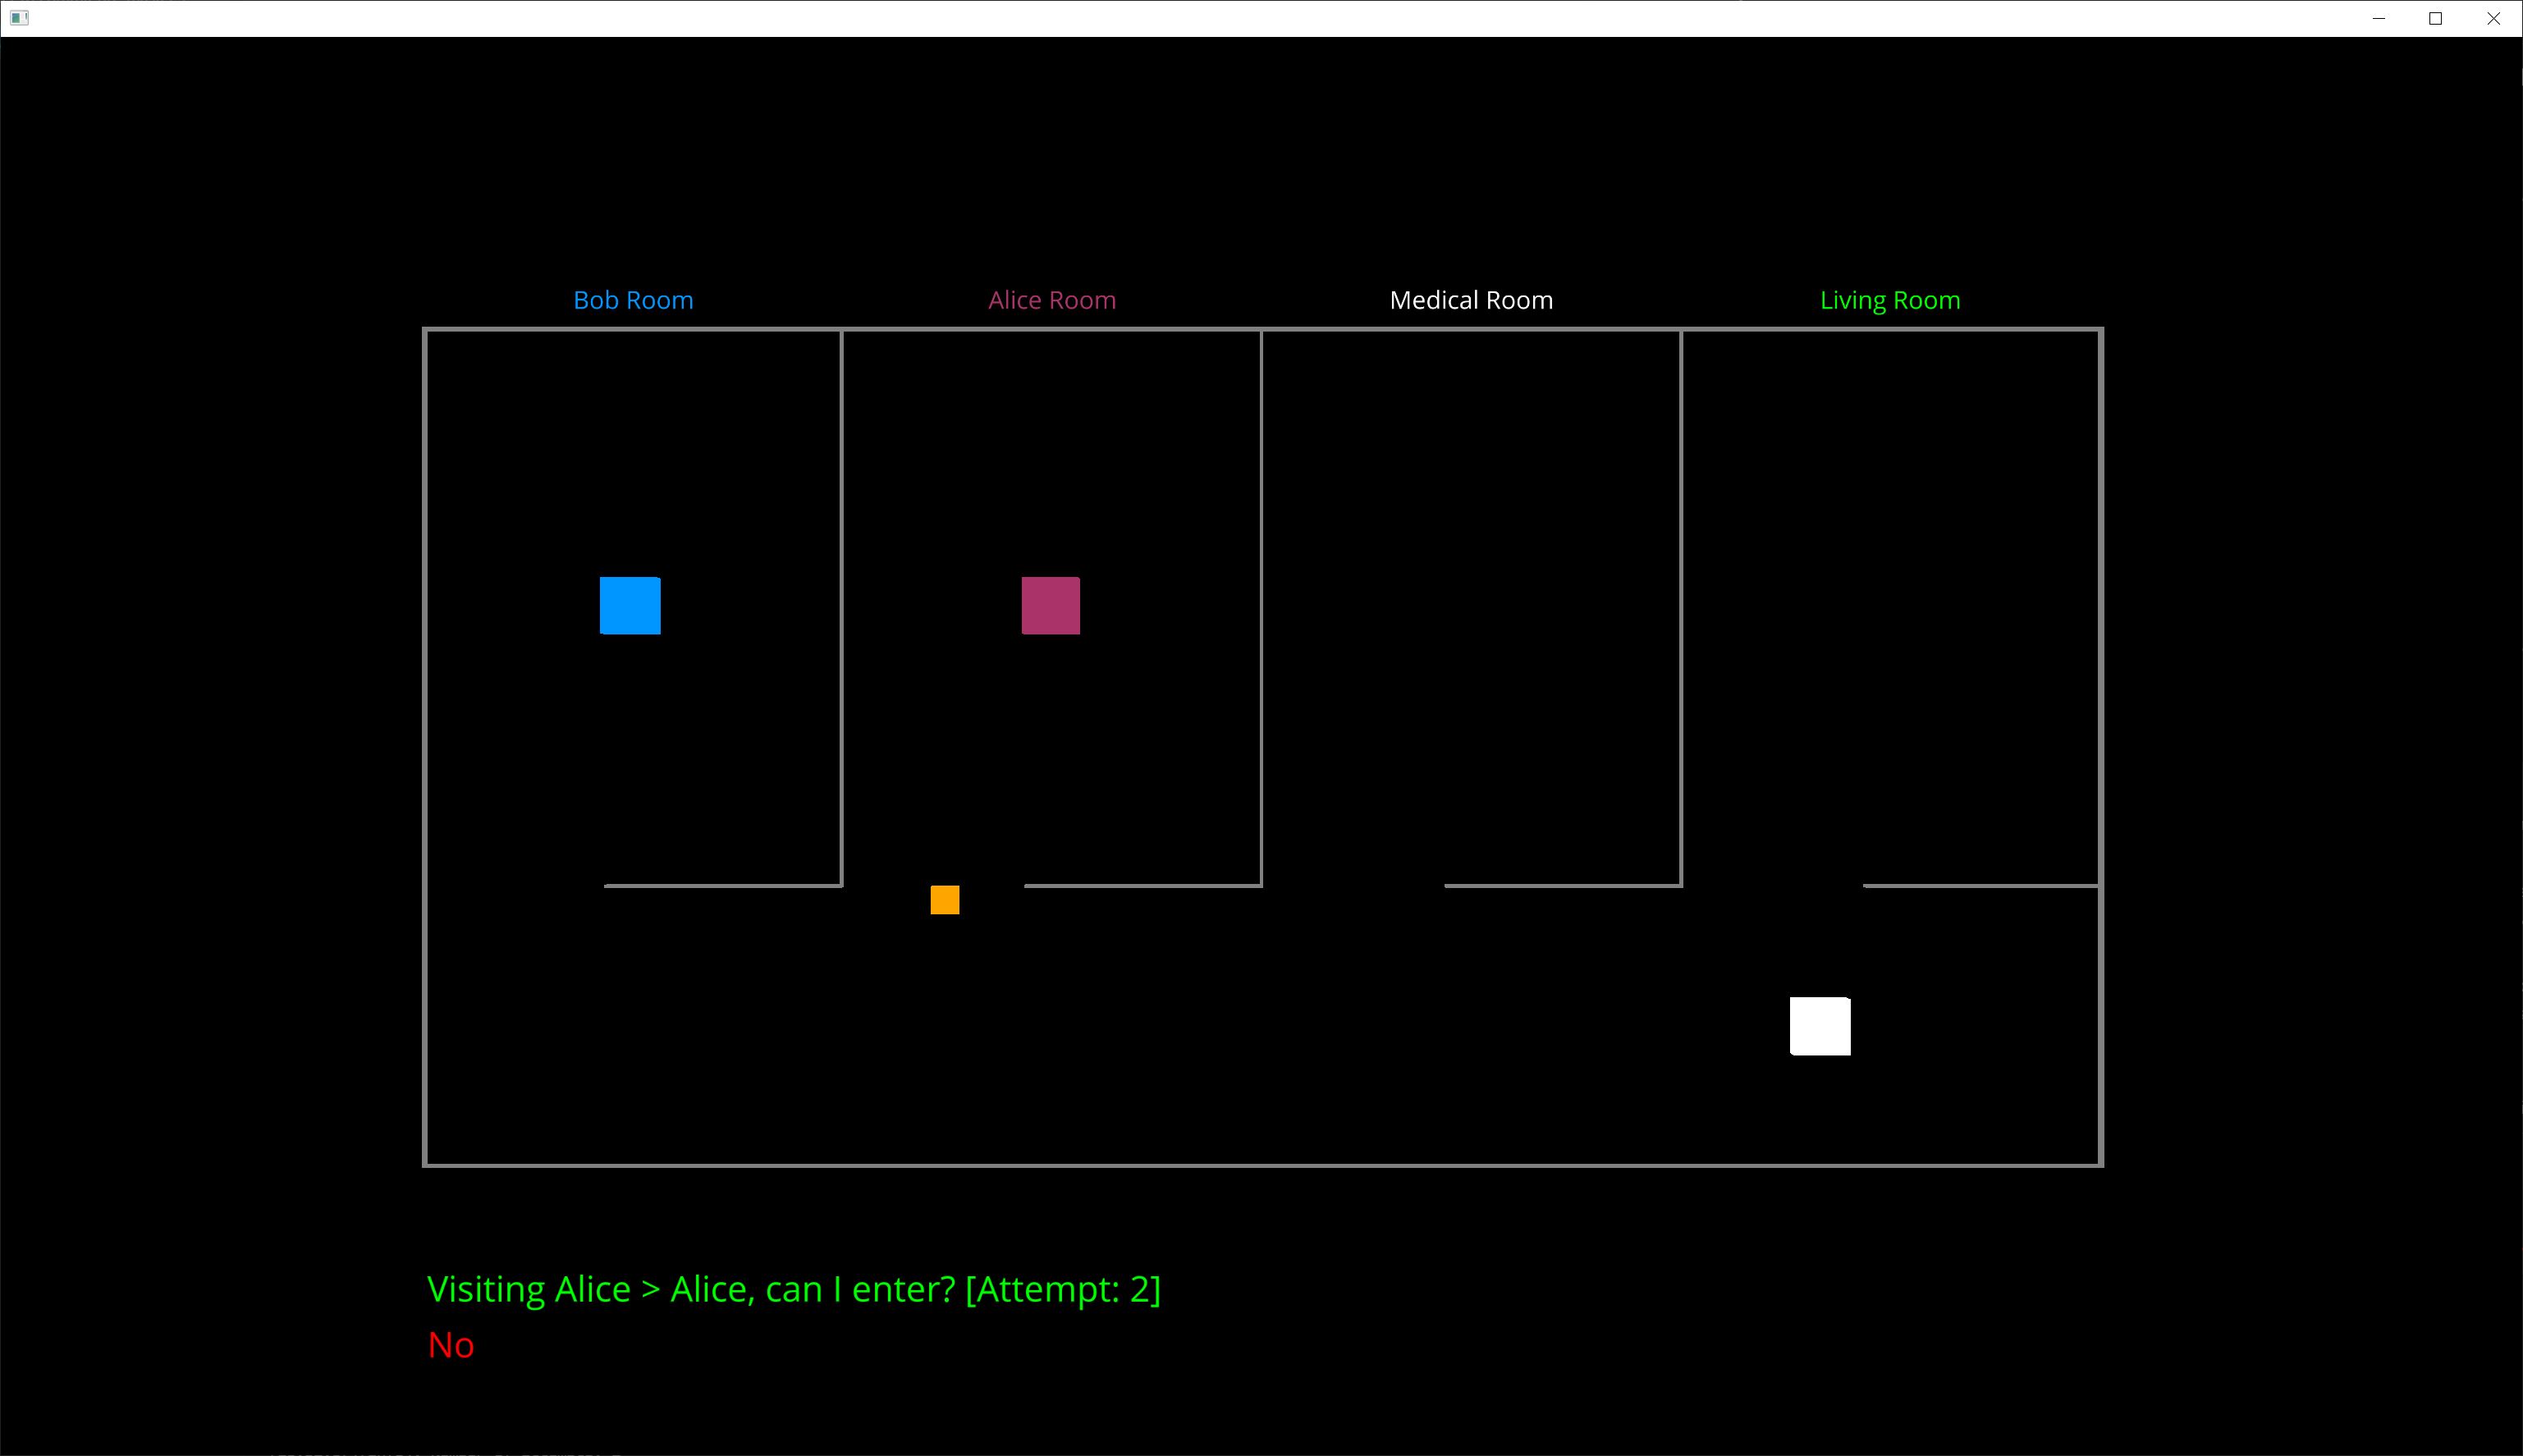 Bob Room Alice Room Medical Room Living Room
Visiting Alice > Alice, can I enter? [Attempt: 2]
No